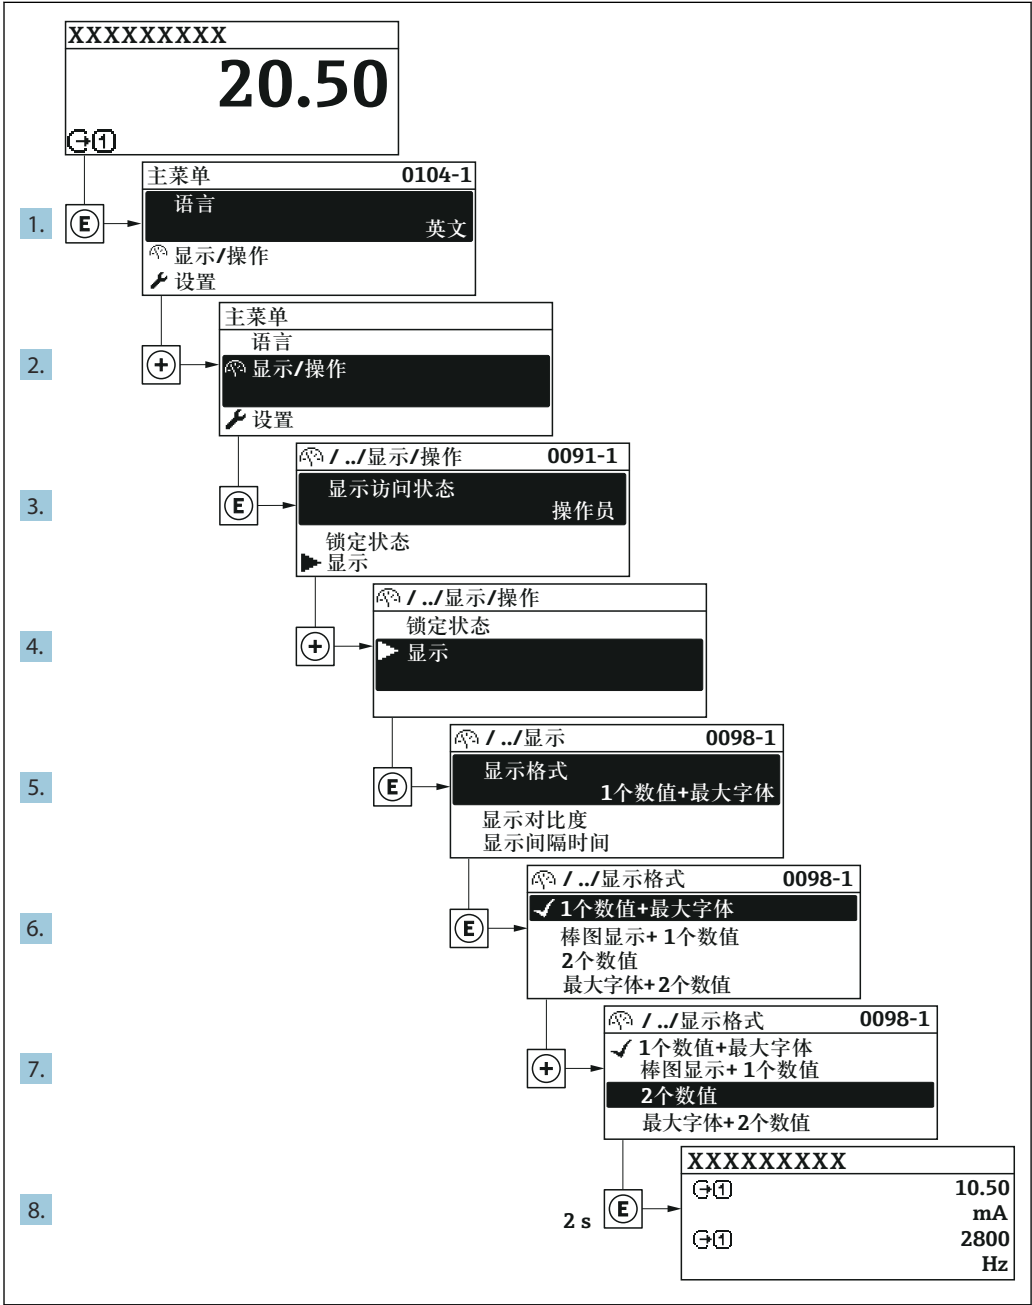 XXXXXXXXX
20.50
1
主菜单 0104-1
语言
1. E 英文
显示/操作
设置
主菜单
语言
2. + 显示/操作
设置
/ ../显示/操作 0091-1
显示访问状态
3. E 操作员
锁定状态
显示
/ ../显示/操作
锁定状态
4. + 显示
/ ../显示 0098-1
显示格式
5. E 1个数值+最大字体
显示对比度
显示间隔时间
/ ../显示格式 0098-1
1个数值+最大字体
6. E 棒图显示+ 1个数值
2个数值
最大字体+2个数值
/ ../显示格式 0098-1
1个数值+最大字体
7. + 棒图显示+ 1个数值
2个数值
最大字体+2个数值
XXXXXXXXX
1 10.50
8. 2 s E mA
1 2800
Hz